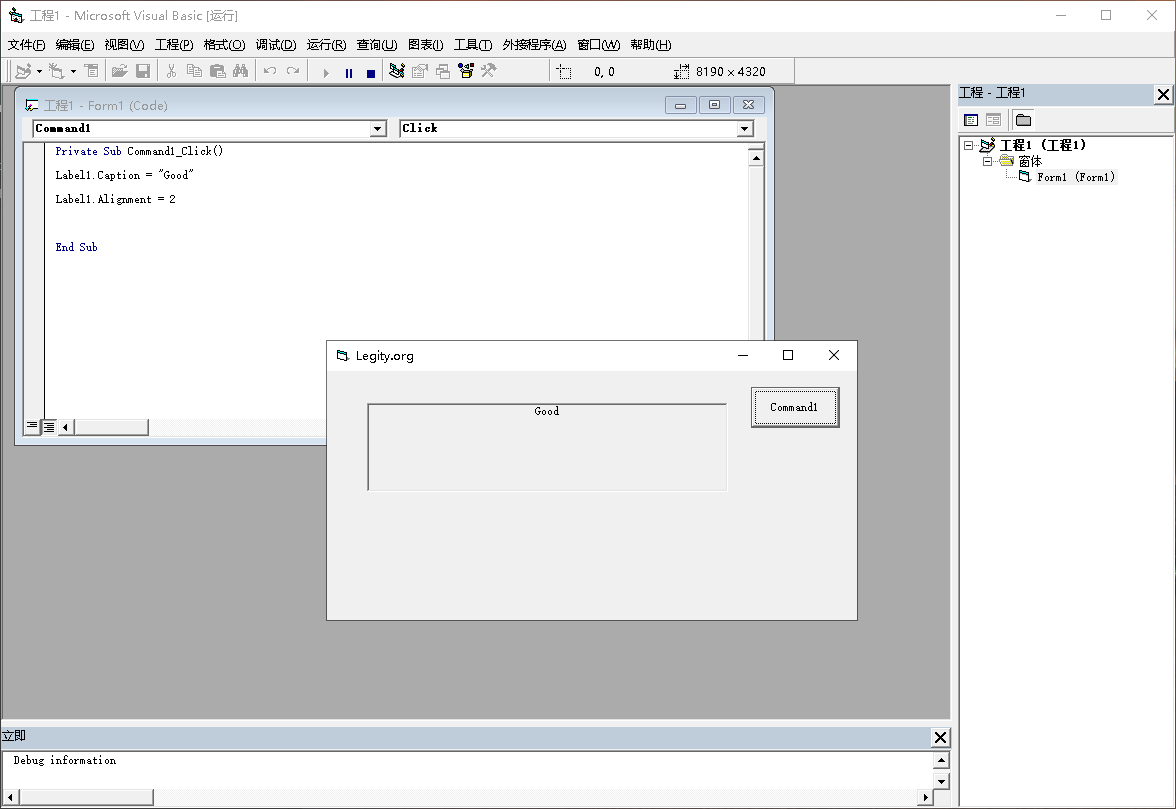 工程1 - Microsoft Visual Basic [运行]
文件(F) 编辑(E) 视图(V) 工程(P) 格式(O) 调试(D) 运行(R) 查询(U) 图表(I) 工具(T) 外接程序(A) 窗口(W) 帮助(H)
0, 0 8190 × 4320
工程1 - Form1 (Code)
Command1 Click
Private Sub Command1_Click()
Label1.Caption = "Good"
Label1.Alignment = 2
End Sub
Legity.org
Good
Command1
立即
Debug information
工程 - 工程1
工程1 (工程1)
窗体
Form1 (Form1)